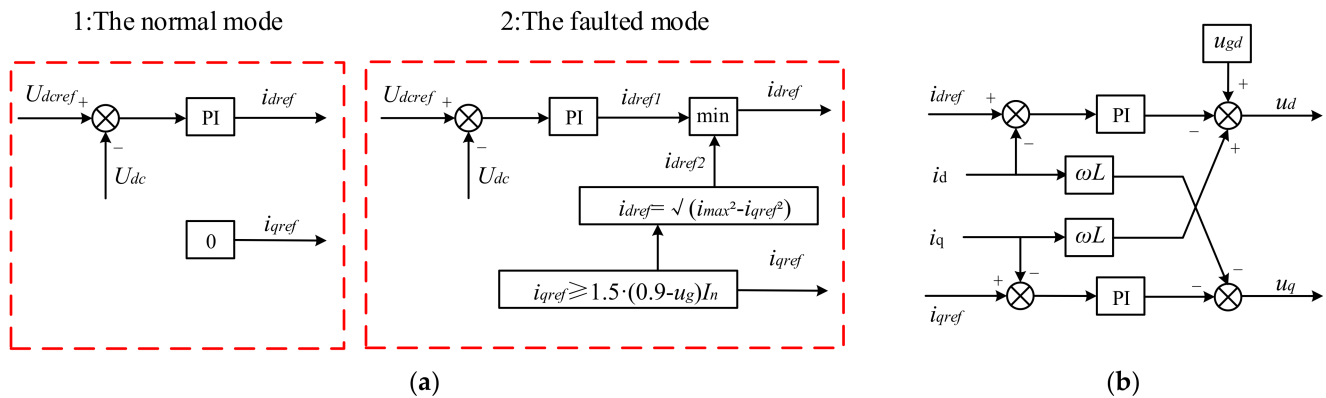 1:The normal mode
2:The faulted mode
Udcref + PI idref
−
Udc
0 iqref
Udcref + PI idref1 min idref
−
Udc
idref2
idref=√(imax²-iqref²)
iqref≥1.5·(0.9-ug)In
iqref
ugd
+
idref + PI − ud
−
+
id ωL
iq ωL
−
−
+ PI − uq
iqref
(a)
(b)